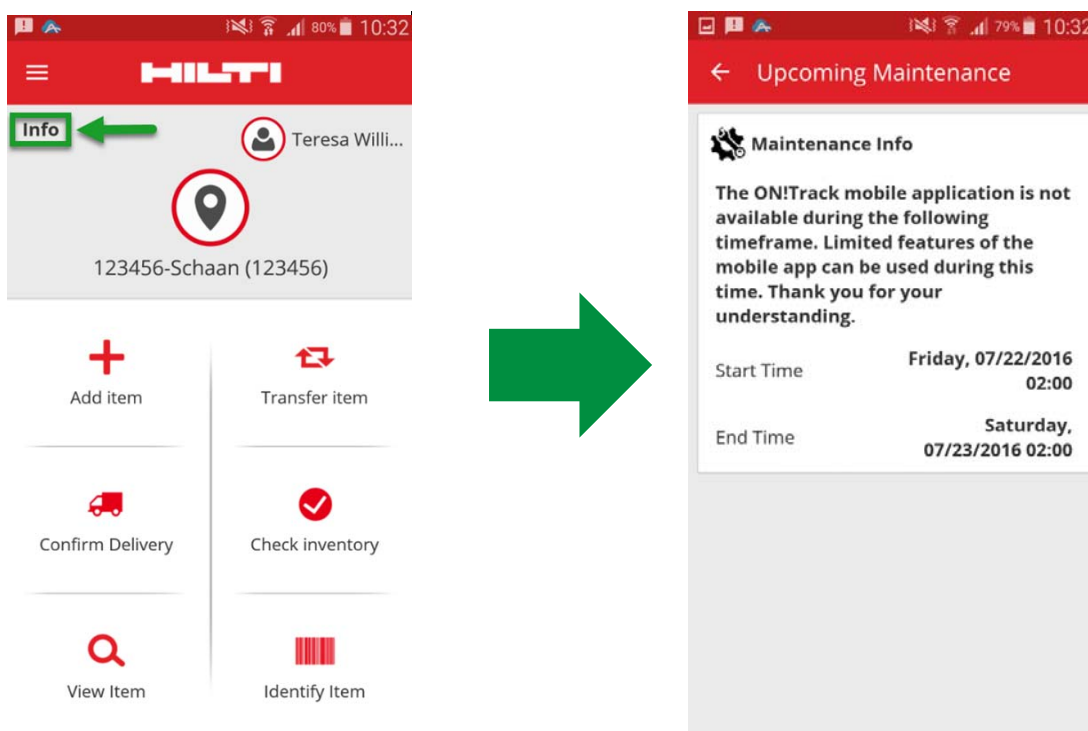 80% 10:32
HILTI
Info
Teresa Willi...
123456-Schaan (123456)
Add item
Transfer item
Confirm Delivery
Check inventory
View Item
Identify Item
79% 10:32
Upcoming Maintenance
Maintenance Info
The ON!Track mobile application is not
available during the following
timeframe. Limited features of the
mobile app can be used during this
time. Thank you for your
understanding.
Start Time
Friday, 07/22/2016
02:00
End Time
Saturday,
07/23/2016 02:00